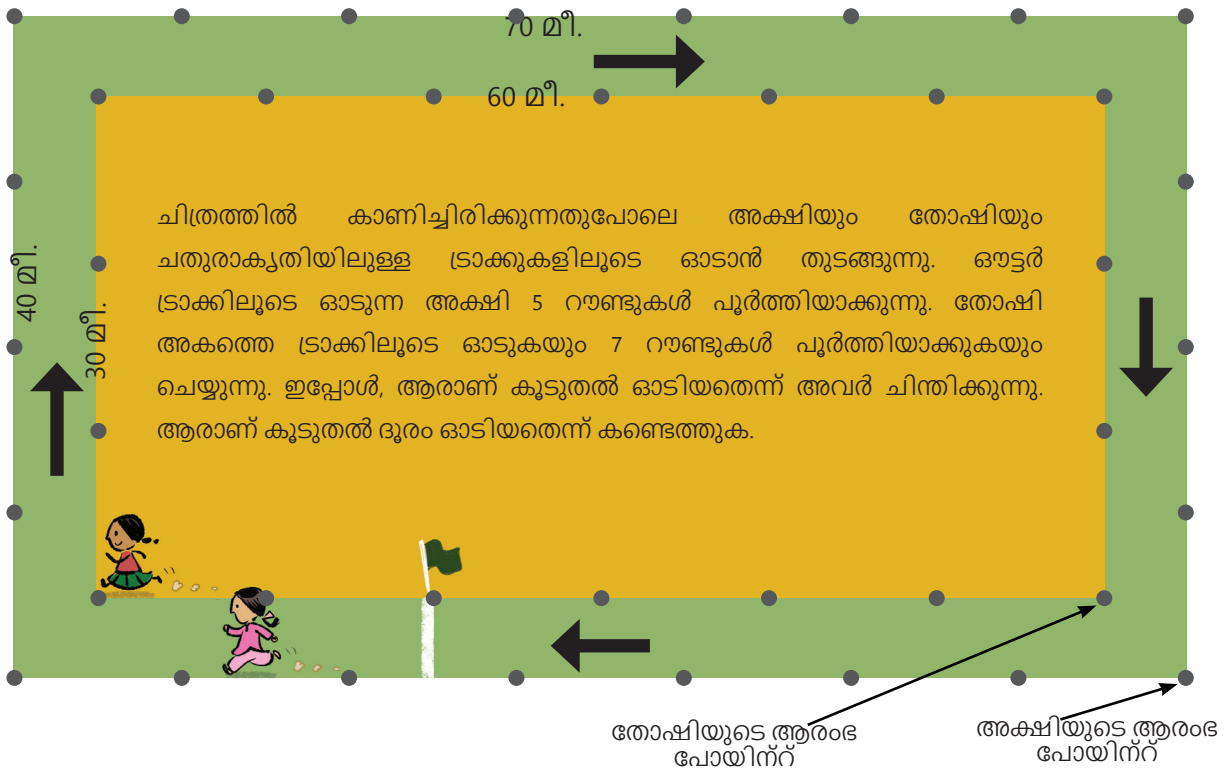 70 മീ.
60 മീ.
40 മീ.
30 മീ.
ചിത്രത്തിൽ കാണിച്ചിരിക്കുന്നതുപോലെ അക്ഷിയും തോഷിയും
ചതുരാകൃതിയിലുള്ള ട്രാക്കുകളിലൂടെ ഓടാൻ തുടങ്ങുന്നു. ഔട്ടർ
ട്രാക്കിലൂടെ ഓടുന്ന അക്ഷി 5 റൗണ്ടുകൾ പൂർത്തിയാക്കുന്നു. തോഷി
അകത്തെ ട്രാക്കിലൂടെ ഓടുകയും 7 റൗണ്ടുകൾ പൂർത്തിയാക്കുകയും
ചെയ്യുന്നു. ഇപ്പോൾ, ആരാണ് കൂടുതൽ ഓടിയതെന്ന് അവർ ചിന്തിക്കുന്നു.
ആരാണ് കൂടുതൽ ദൂരം ഓടിയതെന്ന് കണ്ടെത്തുക.
തോഷിയുടെ ആരംഭ
പോയിന്റ്
അക്ഷിയുടെ ആരംഭ
പോയിന്റ്